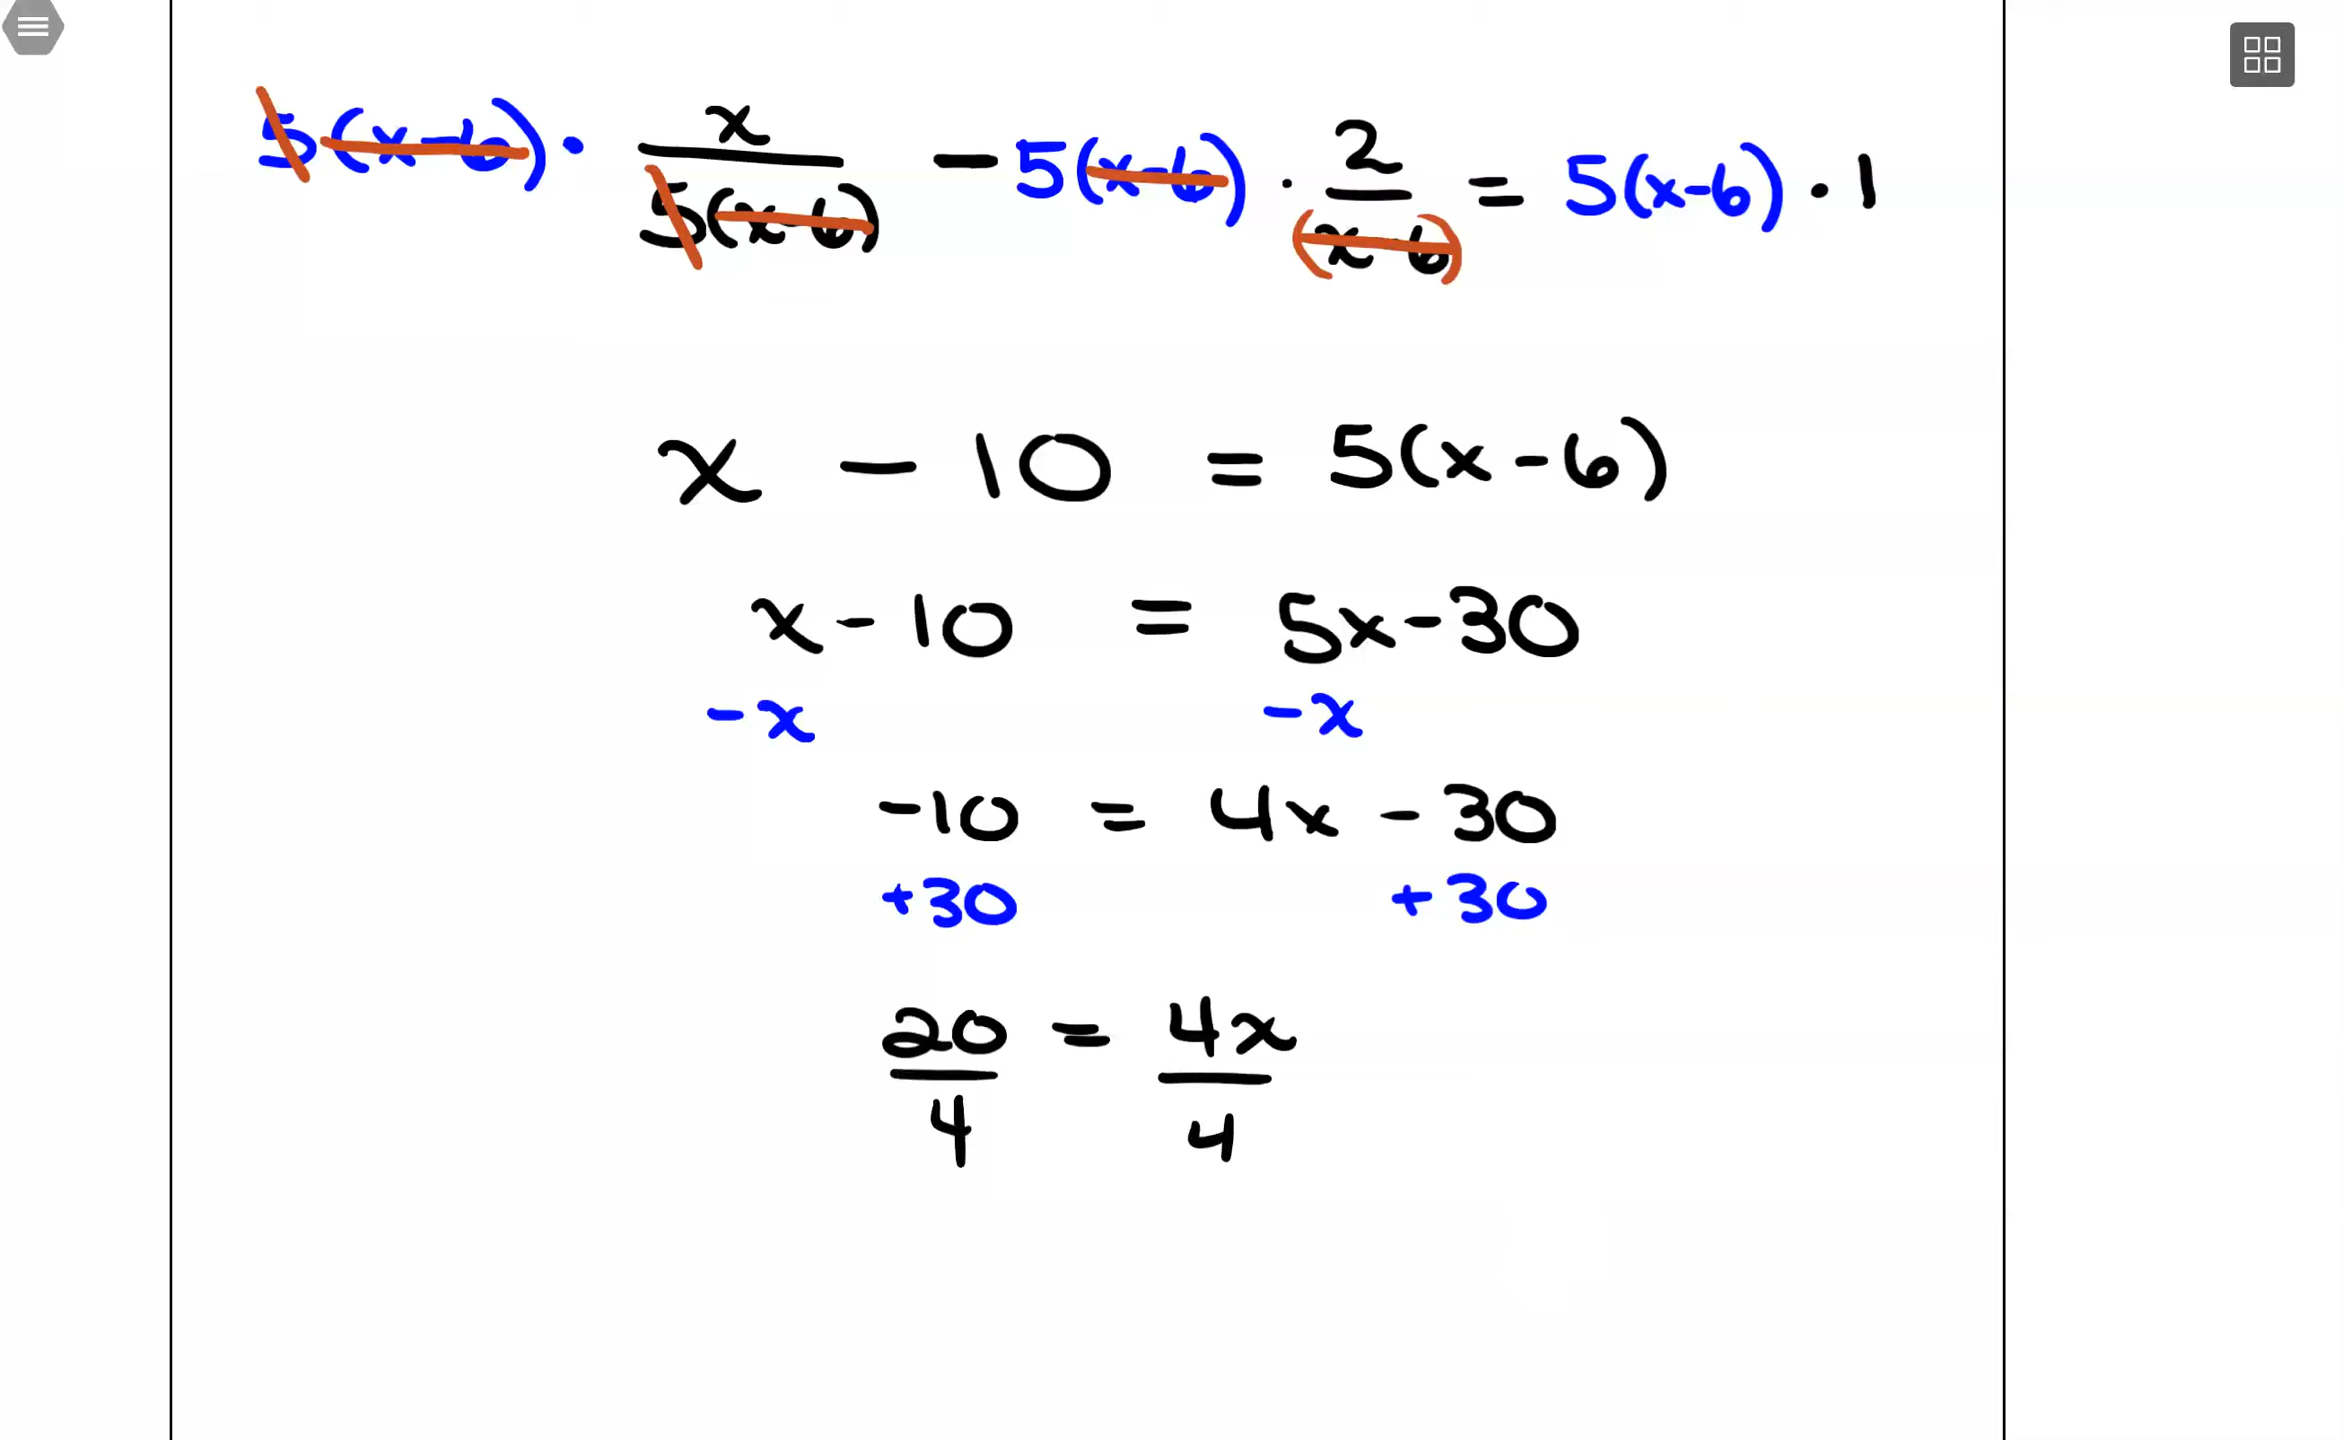 5(x-6) · x/5(x-6) - 5(x-6) · 2/(x-6) = 5(x-6) · 1
x - 10 = 5(x-6)
x - 10 = 5x - 30
-x -x
-10 = 4x - 30
+30 +30
20/4 = 4x/4